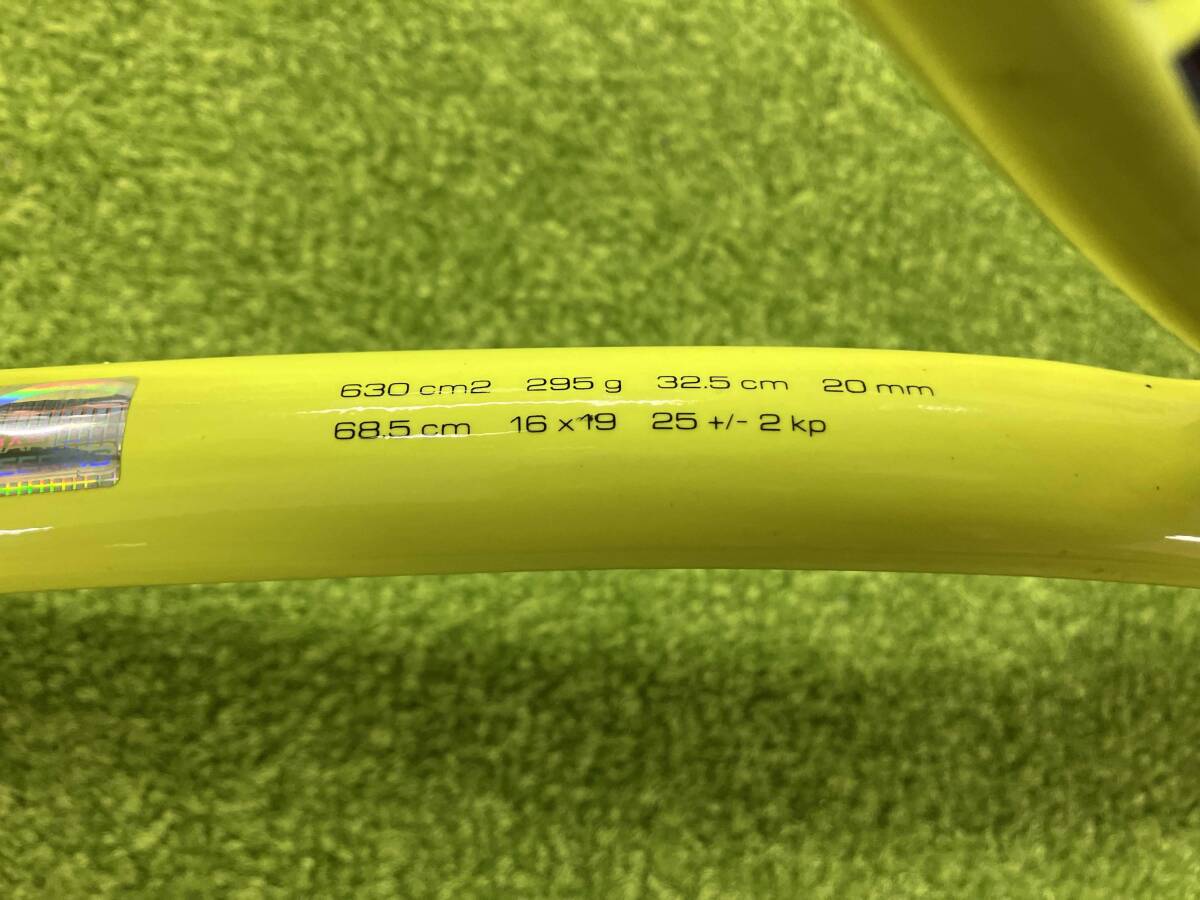 630 cm2 295 g 32.5 cm 20 mm
68.5 cm 16 x 19 25 +/- 2 kp